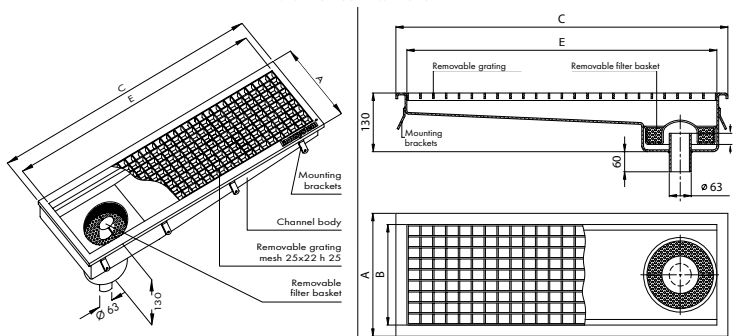 C
E
A
Mounting
brackets
Channel body
Removable grating
mesh 25x22 h 25
Removable
filter basket
Ø 63
130
C
E
Removable grating
Removable filter basket
130
Mounting
brackets
60
Ø 63
A
B